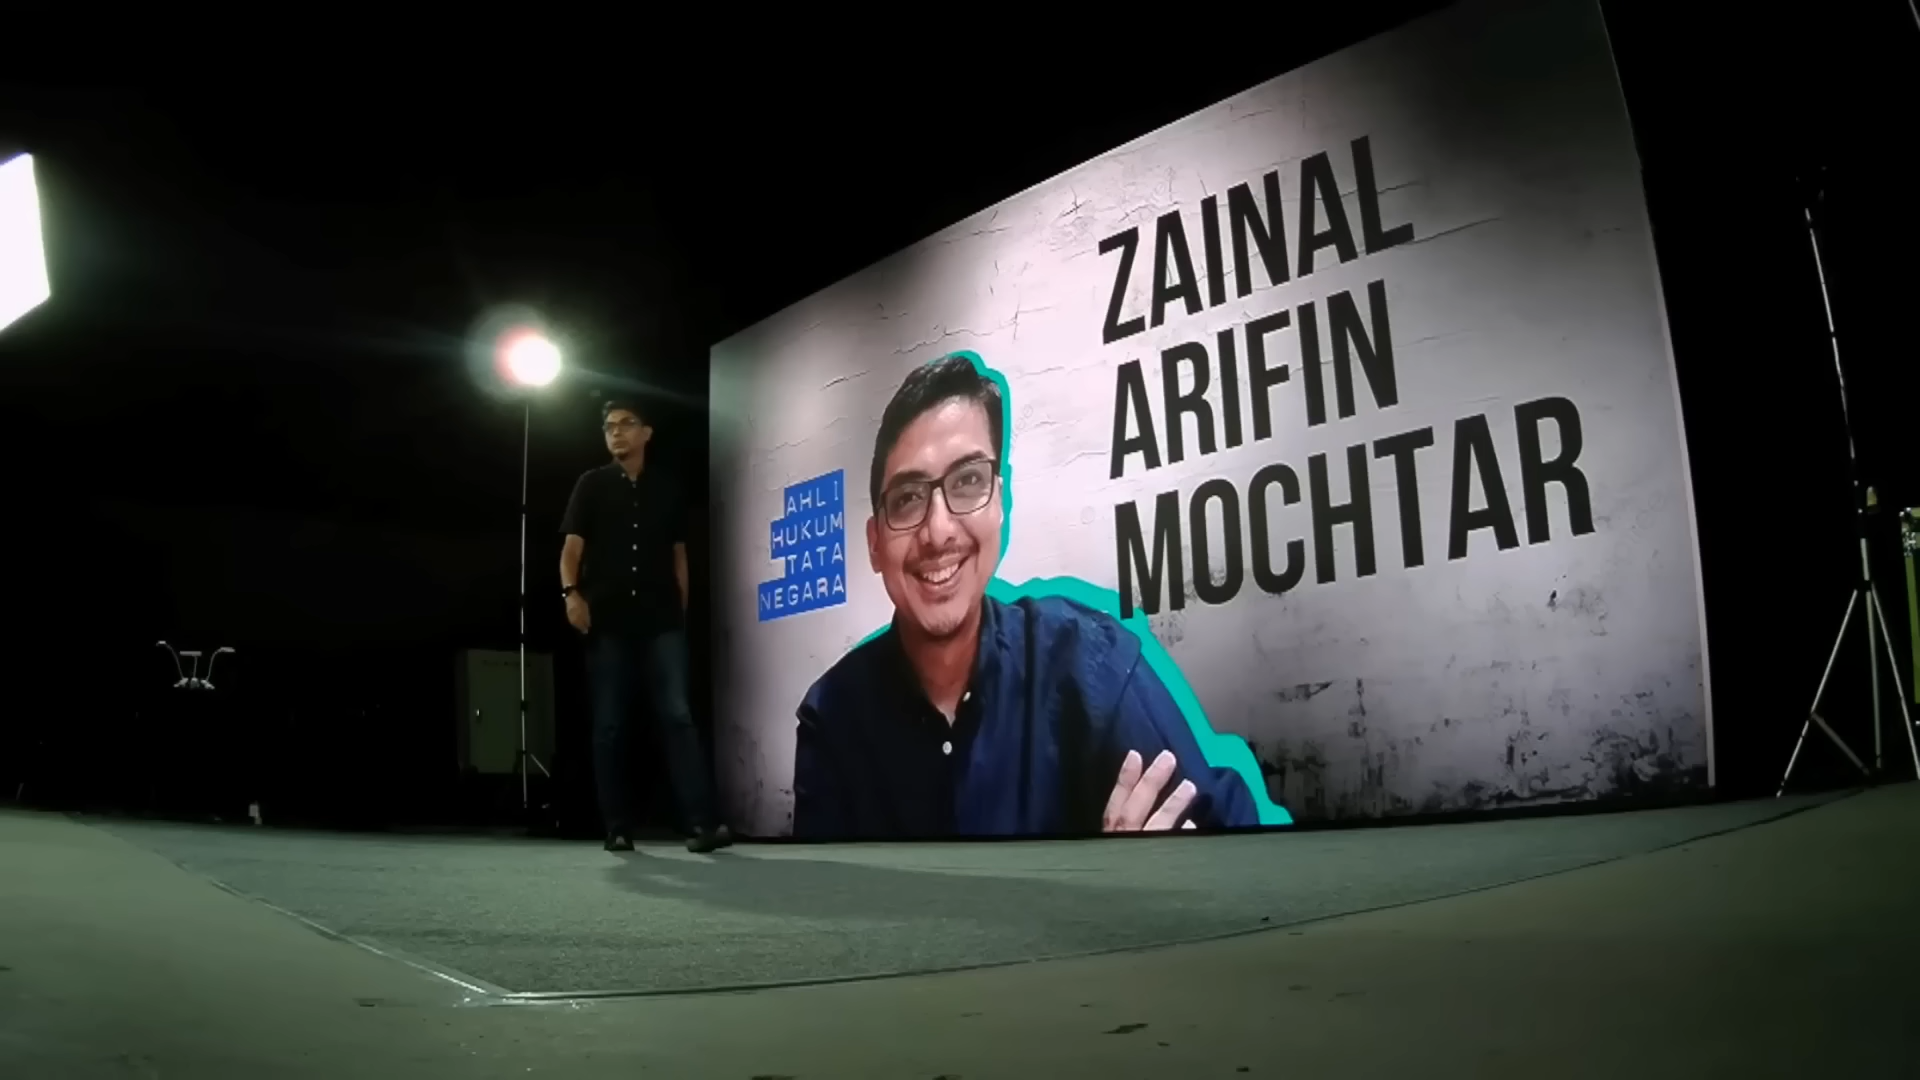 AHLI
HUKUM
TATA
NEGARA
ZAINAL
ARIFIN
MOCHTAR